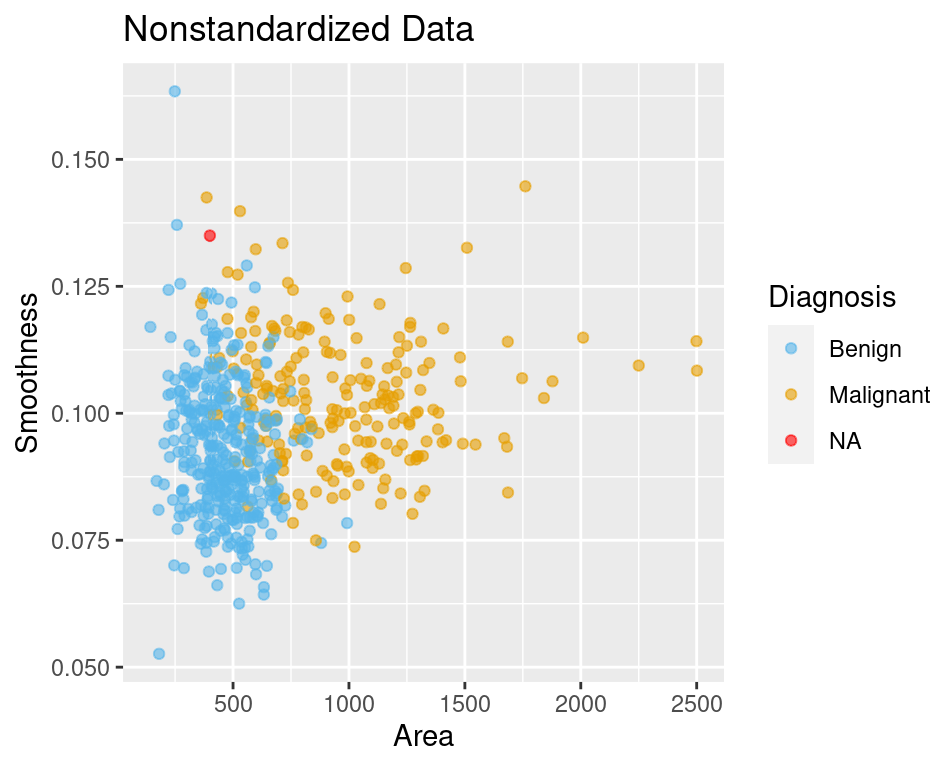 Nonstandardized Data
0.150
0.125
0.100
0.075
0.050
Smoothness
500 1000 1500 2000 2500
Area
Diagnosis
Benign
Malignant
NA